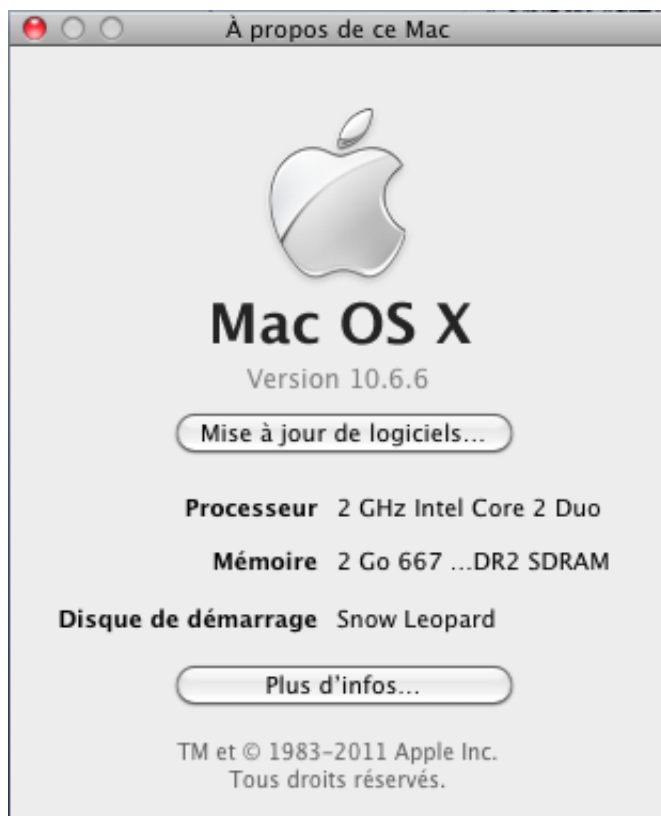 À propos de ce Mac
Mac OS X
Version 10.6.6
Mise à jour de logiciels...
Processeur 2 GHz Intel Core 2 Duo
Mémoire 2 Go 667 ...DR2 SDRAM
Disque de démarrage Snow Leopard
Plus d’infos...
TM et © 1983–2011 Apple Inc.
Tous droits réservés.